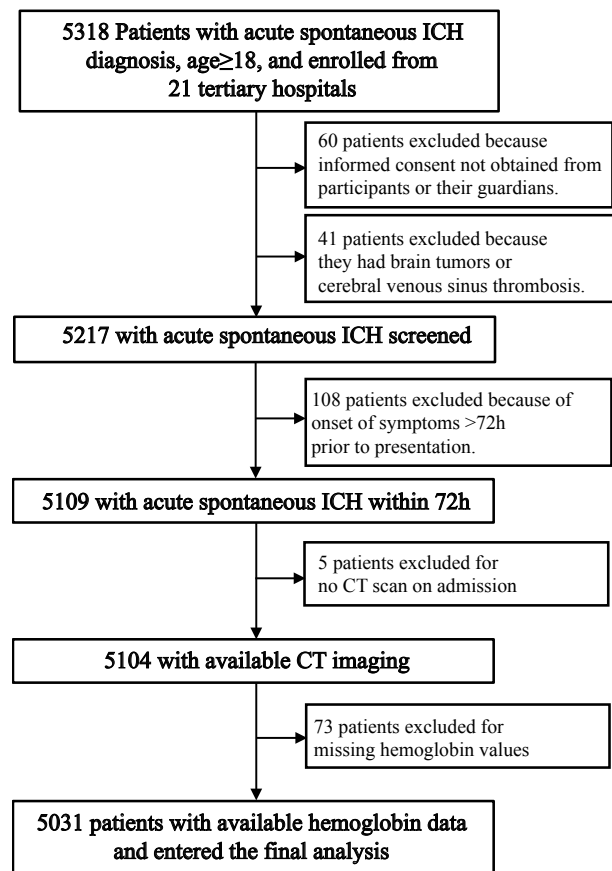 5318 Patients with acute spontaneous ICH
diagnosis, age≥18, and enrolled from
21 tertiary hospitals
60 patients excluded because
informed consent not obtained from
participants or their guardians.
41 patients excluded because
they had brain tumors or
cerebral venous sinus thrombosis.
5217 with acute spontaneous ICH screened
108 patients excluded because of
onset of symptoms >72h
prior to presentation.
5109 with acute spontaneous ICH within 72h
5 patients excluded for
no CT scan on admission
5104 with available CT imaging
73 patients excluded for
missing hemoglobin values
5031 patients with available hemoglobin data
and entered the final analysis